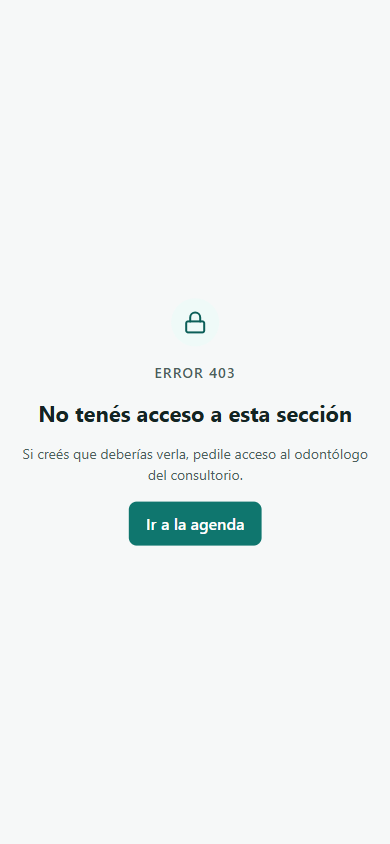 ERROR 403
No tenés acceso a esta sección
Si creés que deberías verla, pedile acceso al odontólogo
del consultorio.
Ir a la agenda